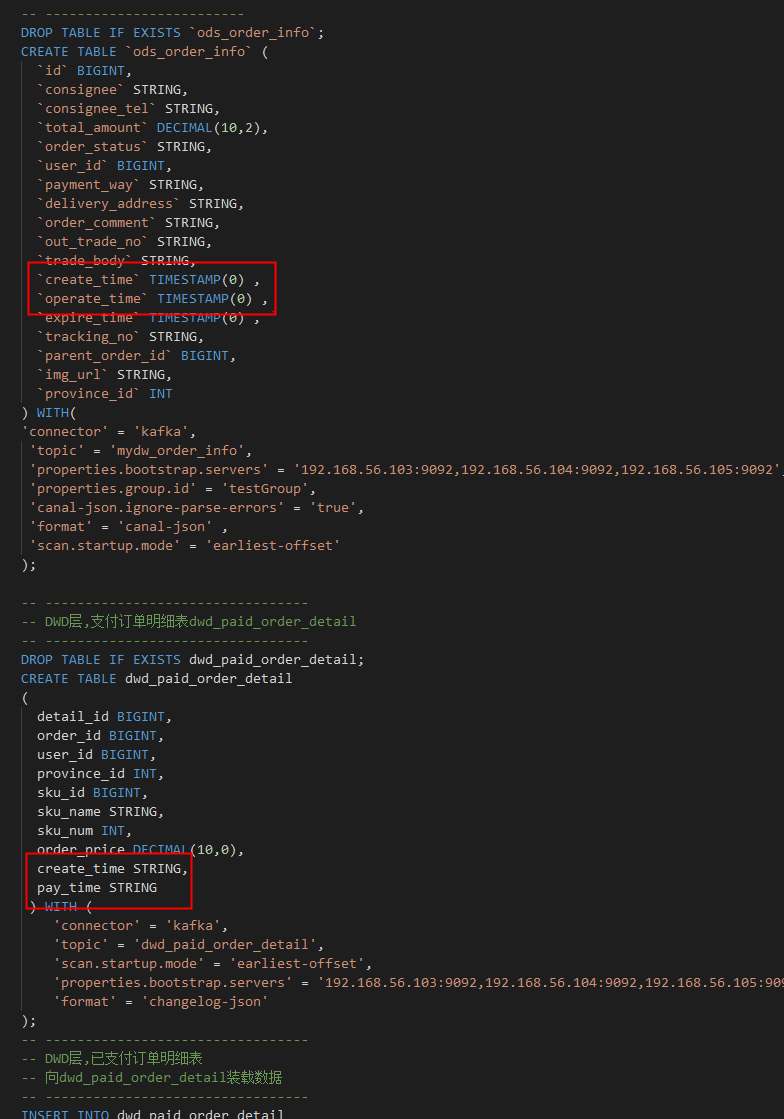 -- -------------------------
DROP TABLE IF EXISTS `ods_order_info`;
CREATE TABLE `ods_order_info` (
`id` BIGINT,
`consignee` STRING,
`consignee_tel` STRING,
`total_amount` DECIMAL(10,2),
`order_status` STRING,
`user_id` BIGINT,
`payment_way` STRING,
`delivery_address` STRING,
`order_comment` STRING,
`out_trade_no` STRING,
`trade_body` STRING,
`create_time` TIMESTAMP(0) ,
`operate_time` TIMESTAMP(0) ,
`expire_time` TIMESTAMP(0) ,
`tracking_no` STRING,
`parent_order_id` BIGINT,
`img_url` STRING,
`province_id` INT
) WITH(
'connector' = 'kafka',
'topic' = 'mydw_order_info',
'properties.bootstrap.servers' = '192.168.56.103:9092,192.168.56.104:9092,192.168.56.105:9092',
'properties.group.id' = 'testGroup',
'canal-json.ignore-parse-errors' = 'true',
'format' = 'canal-json' ,
'scan.startup.mode' = 'earliest-offset'
);
-- ---------------------------------
-- DWD层,支付订单明细表dwd_paid_order_detail
-- ---------------------------------
DROP TABLE IF EXISTS dwd_paid_order_detail;
CREATE TABLE dwd_paid_order_detail
(
detail_id BIGINT,
order_id BIGINT,
user_id BIGINT,
province_id INT,
sku_id BIGINT,
sku_name STRING,
sku_num INT,
order_price DECIMAL(10,0),
create_time STRING,
pay_time STRING
) WITH (
'connector' = 'kafka',
'topic' = 'dwd_paid_order_detail',
'scan.startup.mode' = 'earliest-offset',
'properties.bootstrap.servers' = '192.168.56.103:9092,192.168.56.104:9092,192.168.56.105:909
'format' = 'changelog-json'
);
-- ---------------------------------
-- DWD层,已支付订单明细表
-- 向dwd_paid_order_detail装载数据
-- ---------------------------------
INSERT INTO dwd_paid_order_detail